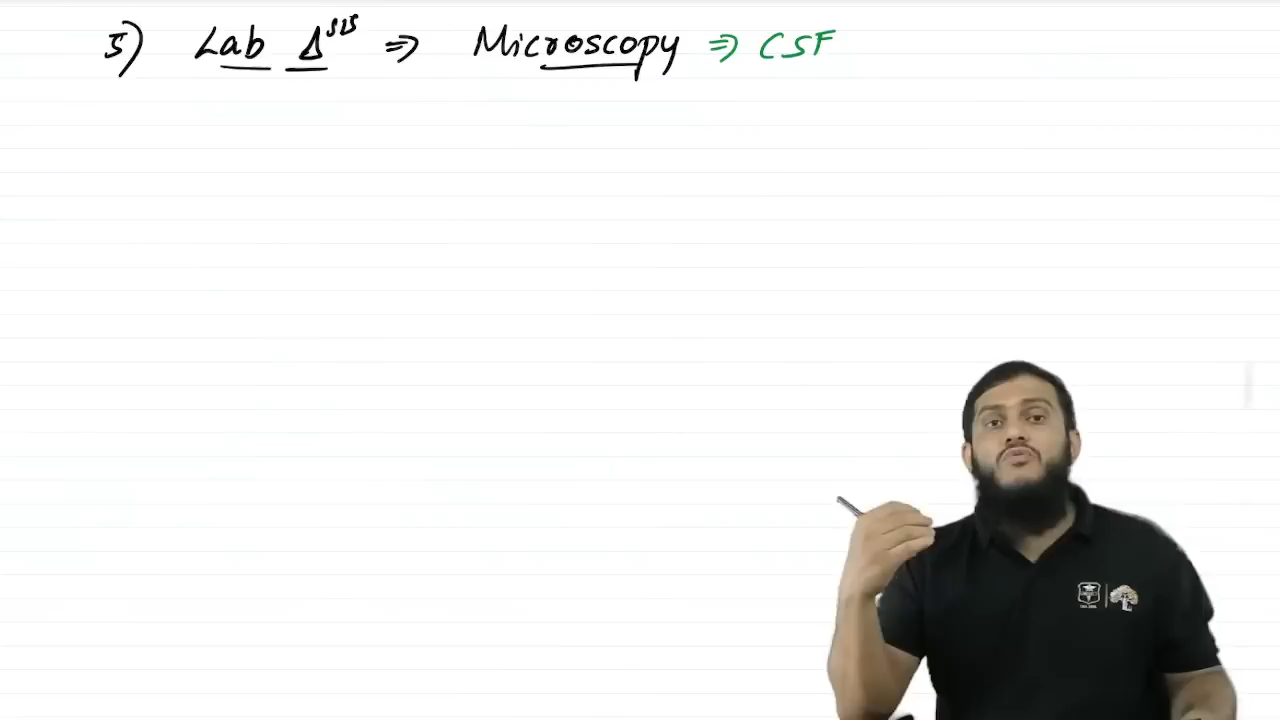 5) Lab Δsis ⇒ Microscopy ⇒ CSF